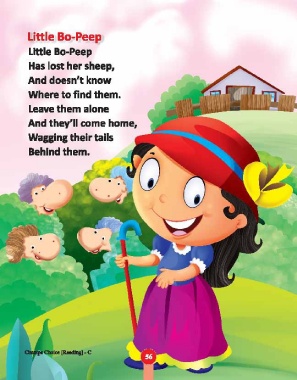 Little Bo-Peep
Little Bo-Peep
Has lost her sheep,
And doesn't know
Where to find them.
Leave them alone
And they'll come home,
Wagging their tails
Behind them.
Choice (Reading) - C
56